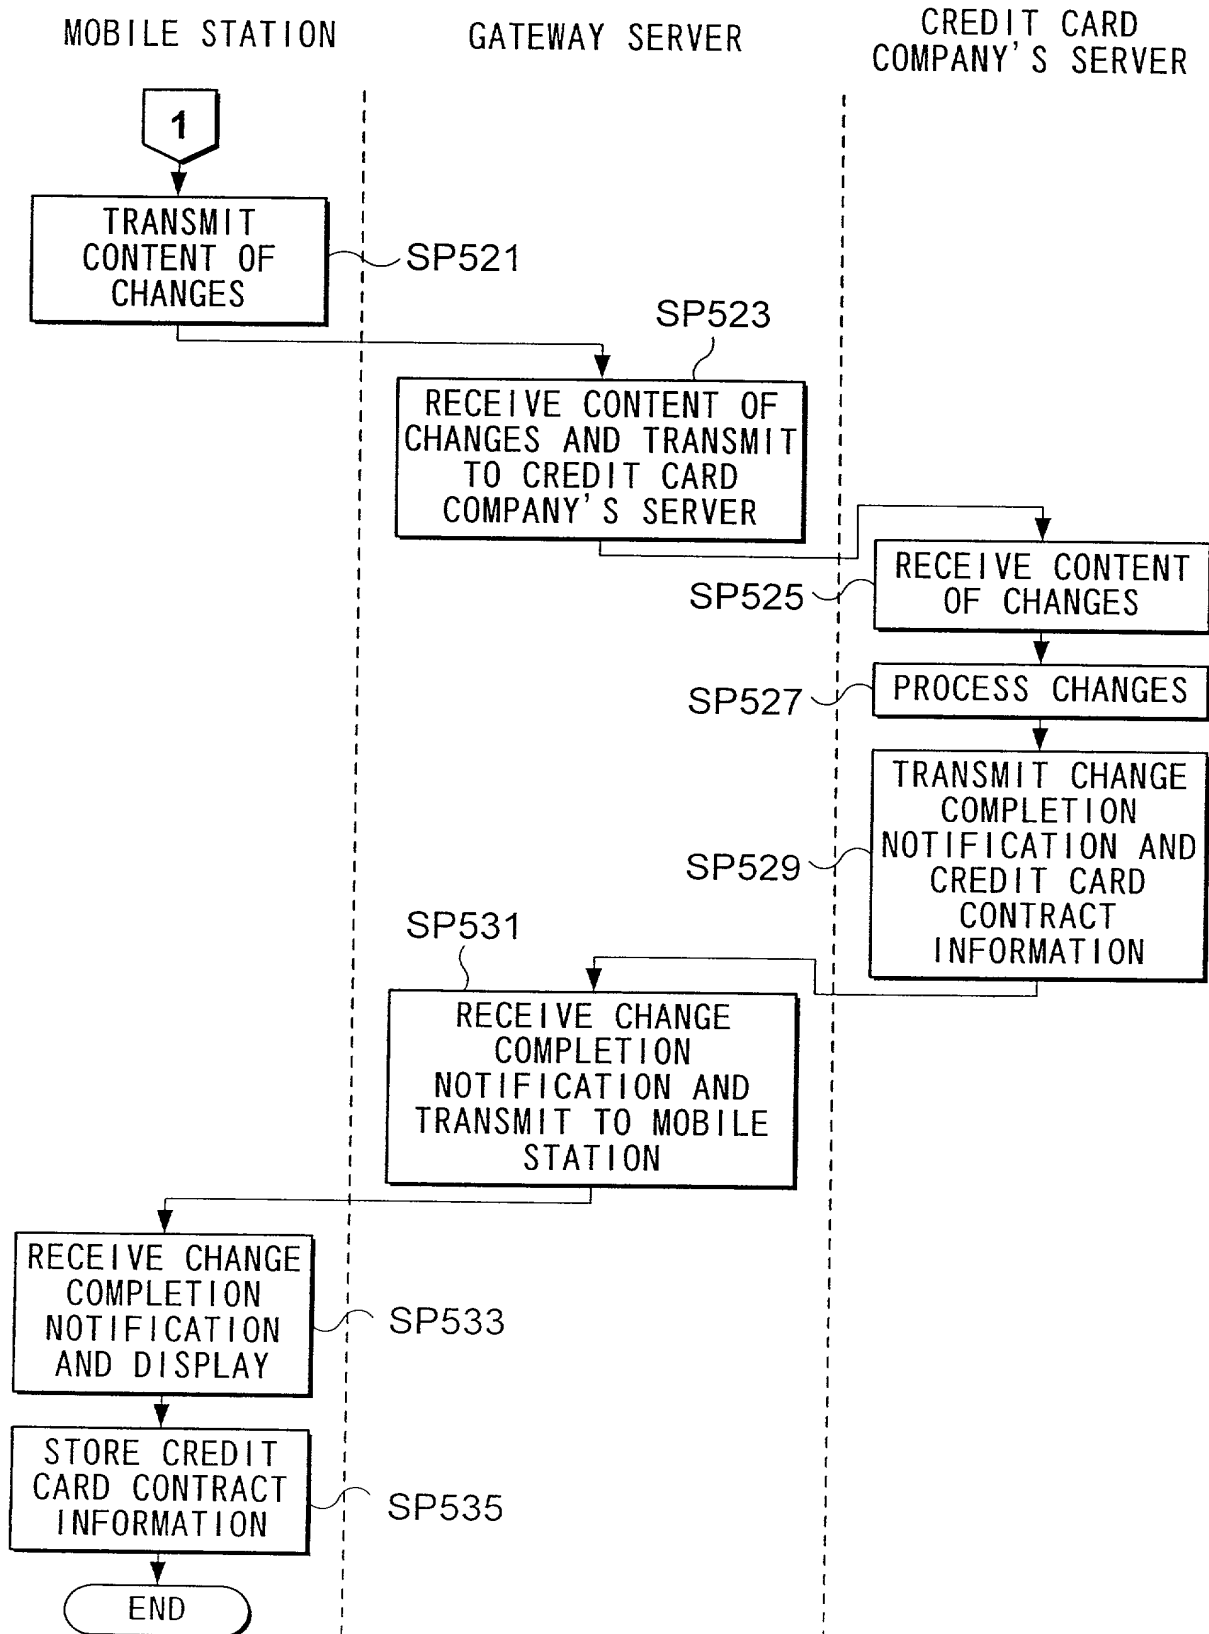 MOBILE STATION
GATEWAY SERVER
CREDIT CARD
COMPANY'S SERVER
1
TRANSMIT
CONTENT OF
CHANGES
SP521
SP523
RECEIVE CONTENT OF
CHANGES AND TRANSMIT
TO CREDIT CARD
COMPANY'S SERVER
RECEIVE CONTENT
OF CHANGES
SP525
PROCESS CHANGES
SP527
TRANSMIT CHANGE
COMPLETION
NOTIFICATION AND
CREDIT CARD
CONTRACT
INFORMATION
SP529
SP531
RECEIVE CHANGE
COMPLETION
NOTIFICATION AND
TRANSMIT TO MOBILE
STATION
RECEIVE CHANGE
COMPLETION
NOTIFICATION
AND DISPLAY
SP533
STORE CREDIT
CARD CONTRACT
INFORMATION
SP535
END